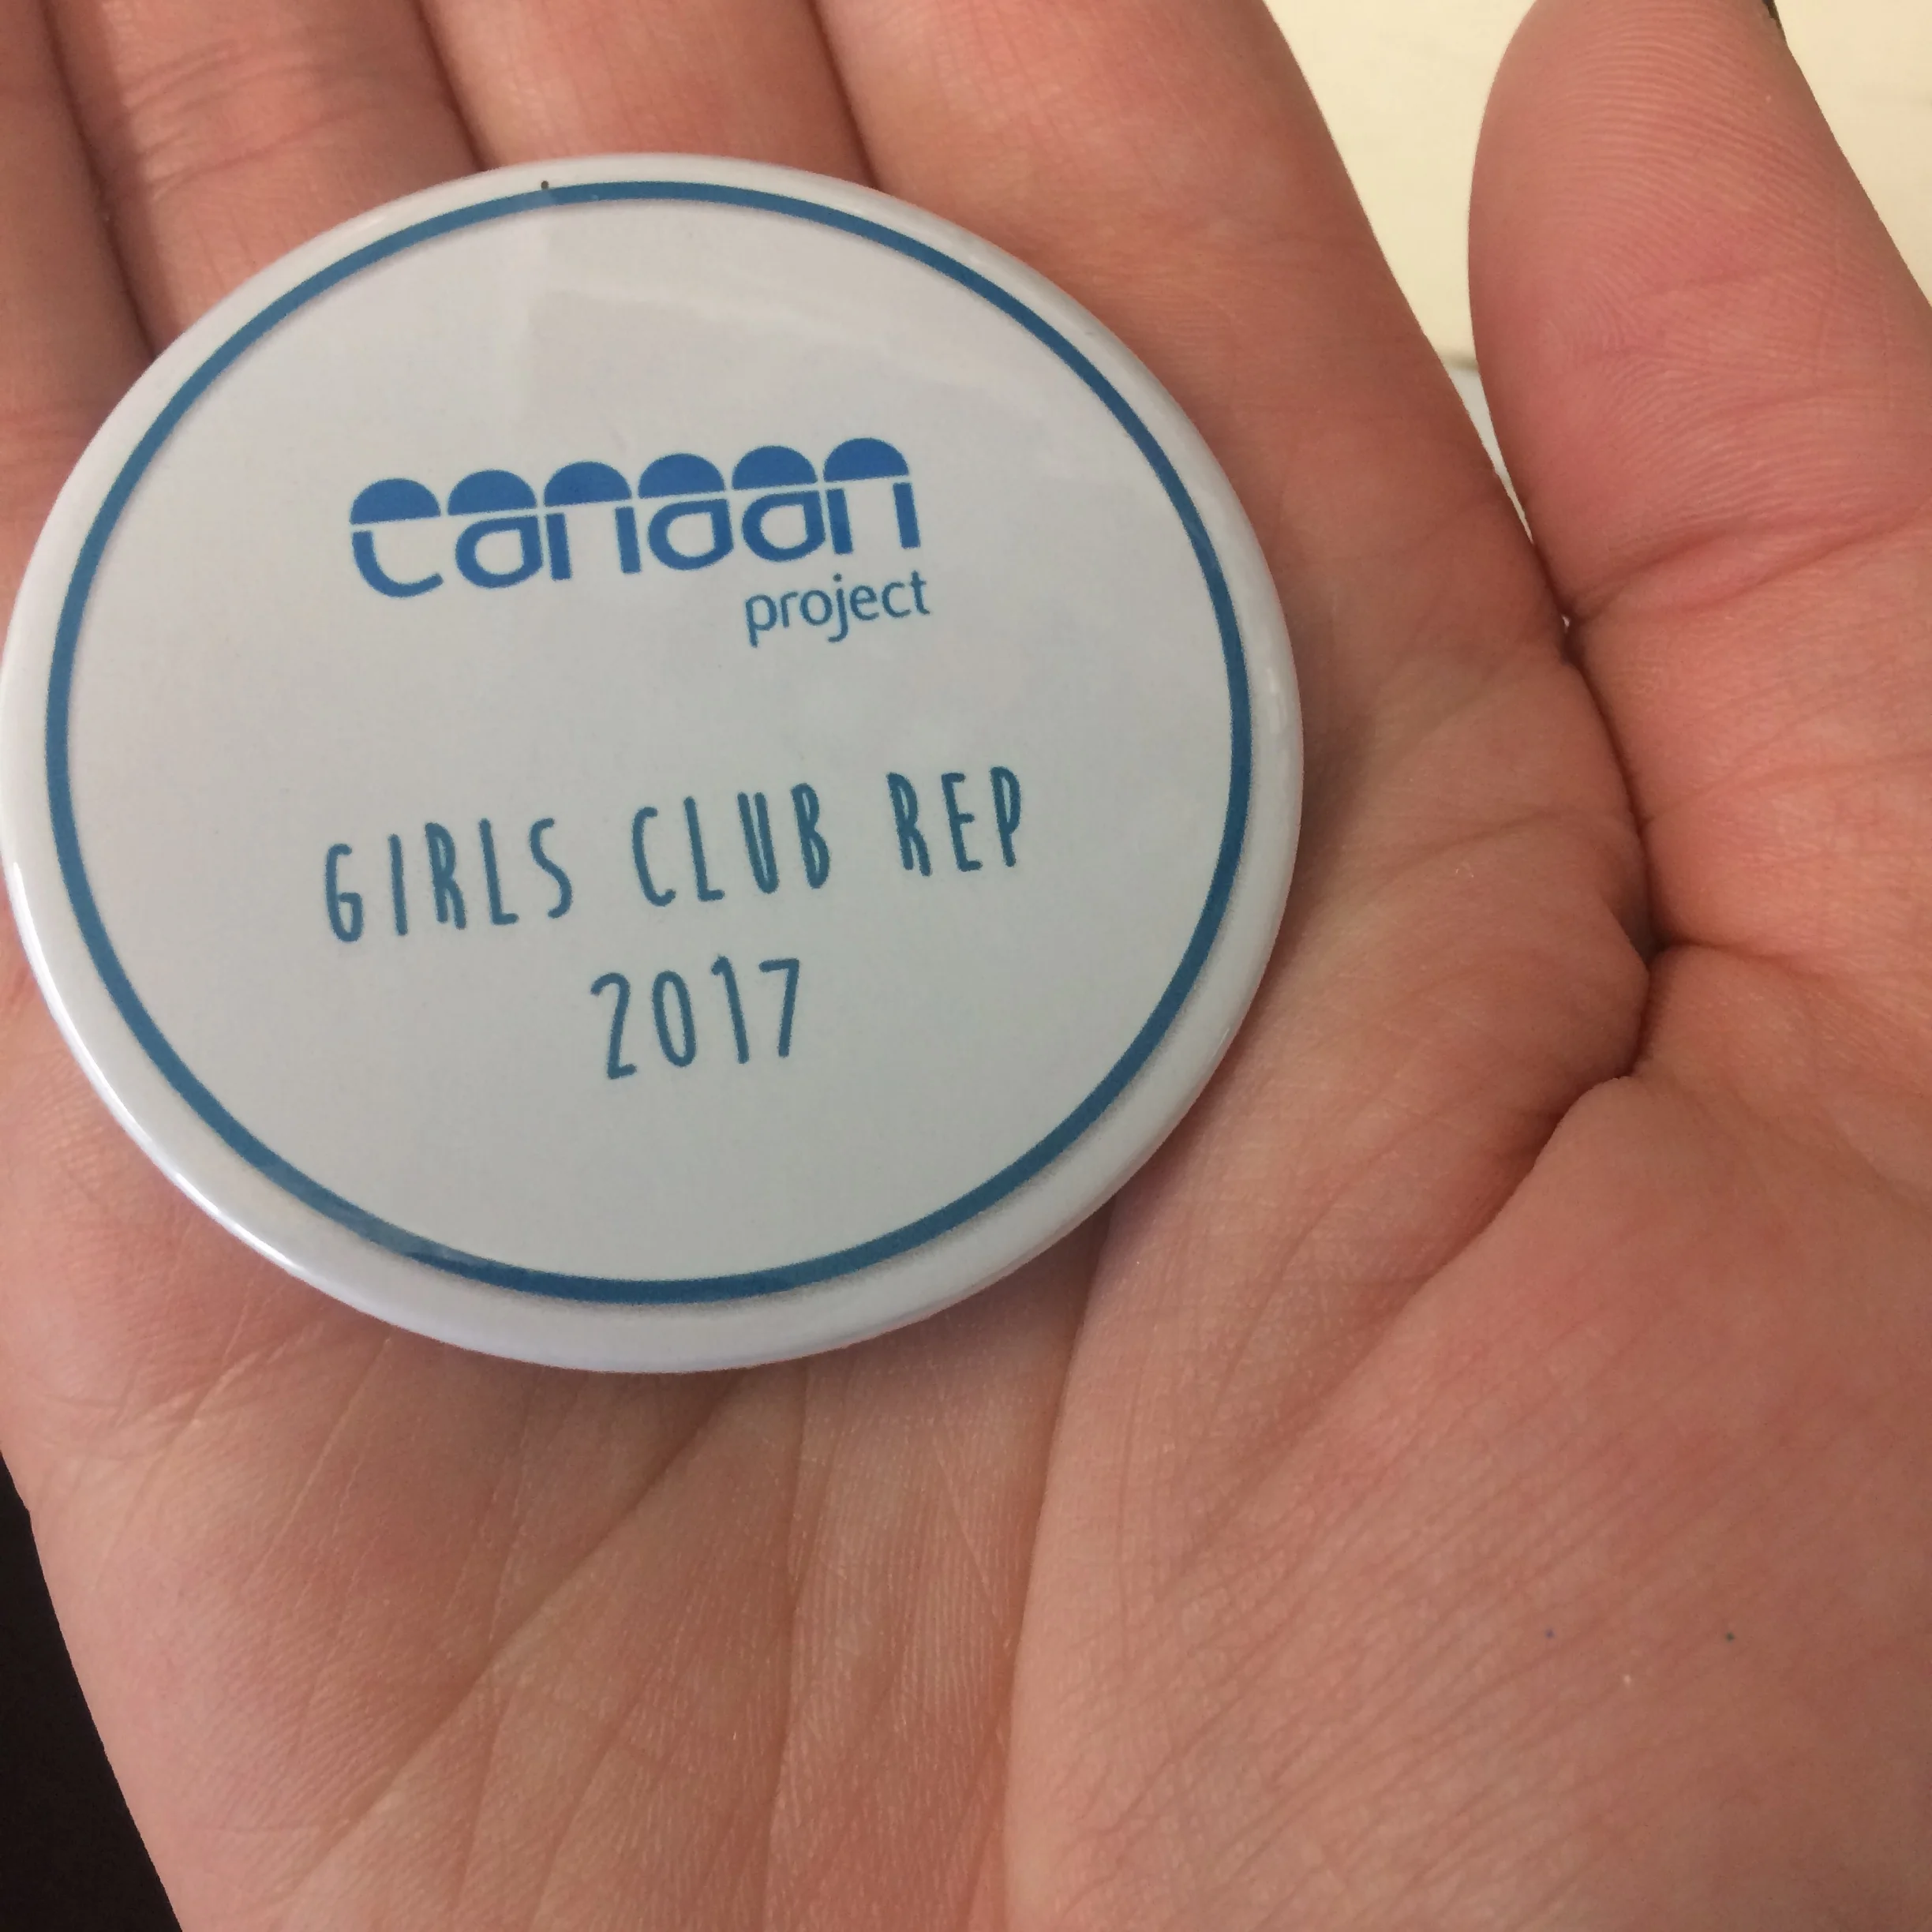 canaan
project
GIRLS CLUB REP
2017